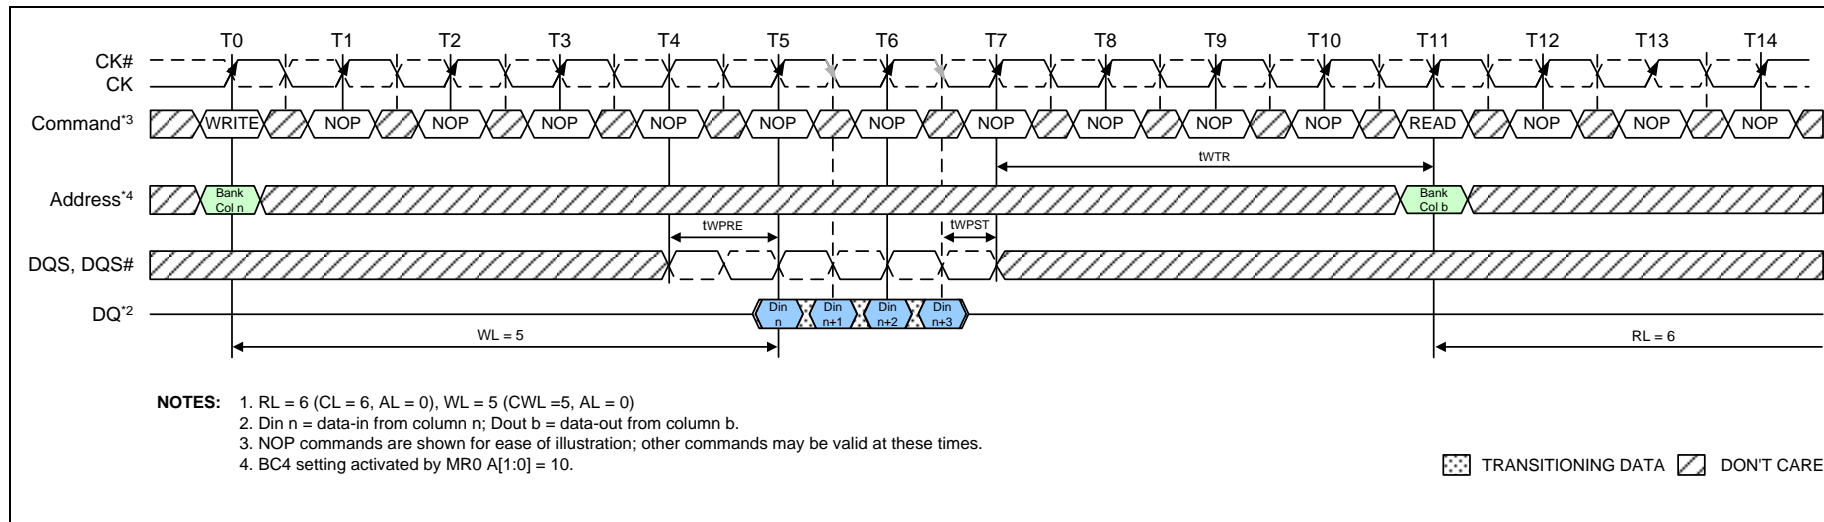 T0 T1 T2 T3 T4 T5 T6 T7 T8 T9 T10 T11 T12 T13 T14
CK#
CK
Command*3 WRITE NOP NOP NOP NOP NOP NOP NOP NOP NOP NOP READ NOP NOP NOP
tWTR
Address*4 Bank Col n Bank Col b
tWPRE tWPST
DQS, DQS#
DQ*2 Din n Din n+1 Din n+2 Din n+3
WL = 5 RL = 6
NOTES: 1. RL = 6 (CL = 6, AL = 0), WL = 5 (CWL =5, AL = 0)
2. Din n = data-in from column n; Dout b = data-out from column b.
3. NOP commands are shown for ease of illustration; other commands may be valid at these times.
4. BC4 setting activated by MR0 A[1:0] = 10.
TRANSITIONING DATA DON'T CARE